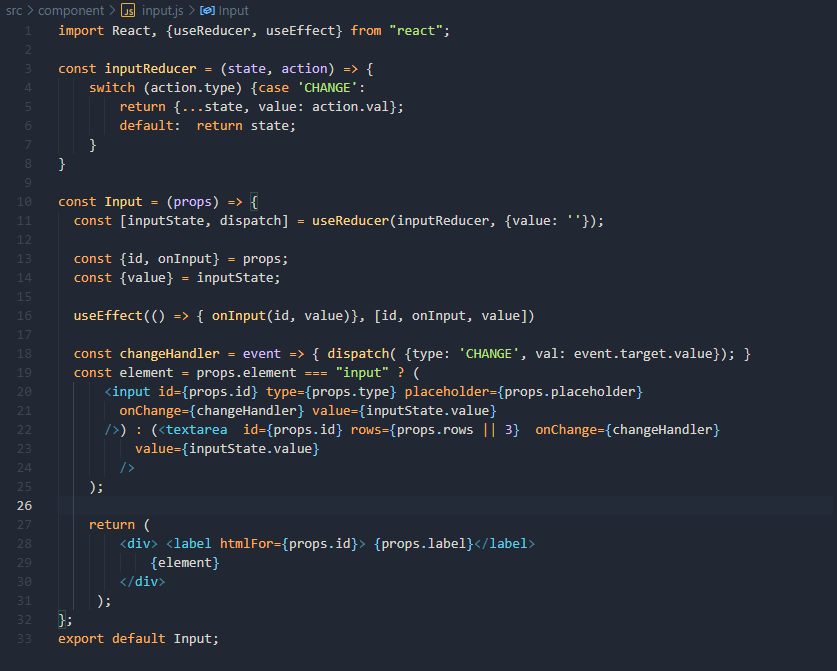 src > component > JS input.js > Input
1 import React, {useReducer, useEffect} from "react";
2
3 const inputReducer = (state, action) => {
4     switch (action.type) {case 'CHANGE':
5         return {...state, value: action.val};
6         default:  return state;
7     }
8 }
9
10 const Input = (props) => {
11   const [inputState, dispatch] = useReducer(inputReducer, {value: ''});
12
13   const {id, onInput} = props;
14   const {value} = inputState;
15
16   useEffect(() => { onInput(id, value)}, [id, onInput, value])
17
18   const changeHandler = event => { dispatch( {type: 'CHANGE', val: event.target.value}); }
19   const element = props.element === "input" ? (
20       <input id={props.id} type={props.type} placeholder={props.placeholder}
21         onChange={changeHandler} value={inputState.value}
22       />) : (<textarea  id={props.id} rows={props.rows || 3}  onChange={changeHandler}
23           value={inputState.value}
24         />
25     );
26
27     return (
28         <div> <label htmlFor={props.id}> {props.label}</label>
29             {element}
30         </div>
31      );
32 };
33 export default Input;